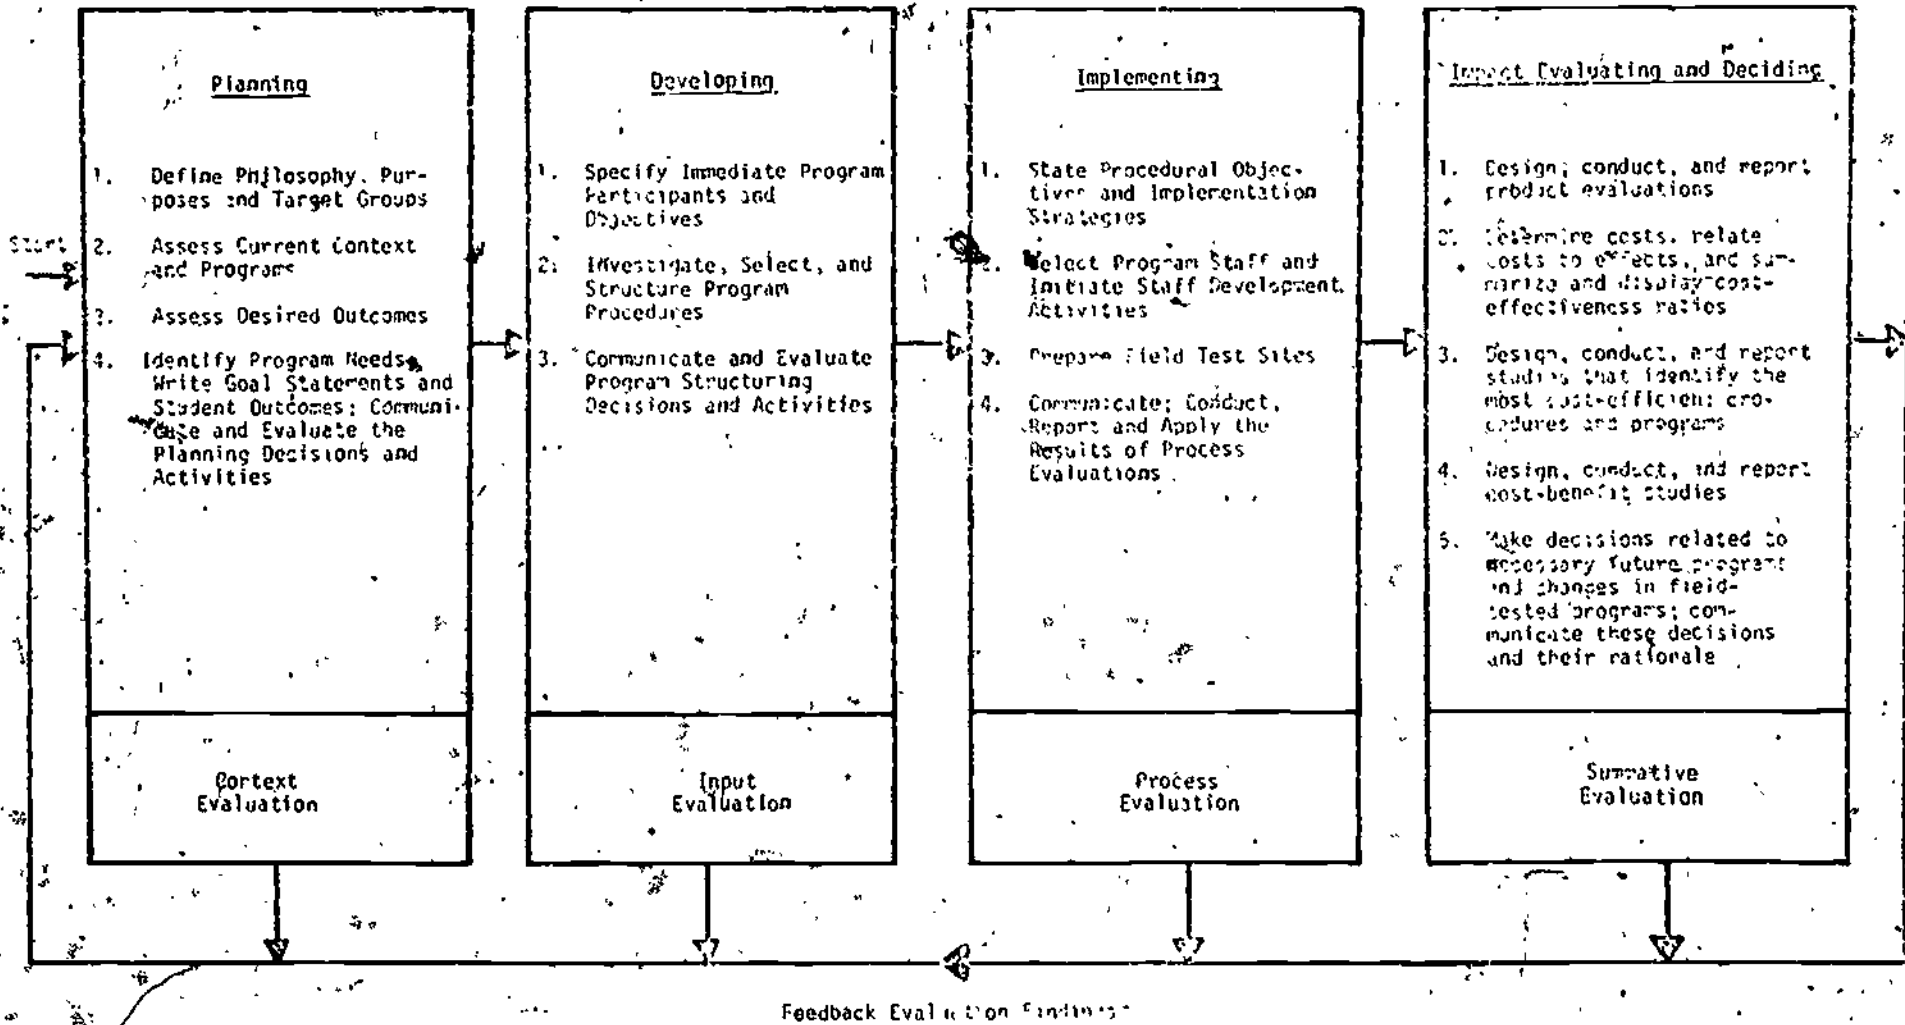 Planning
1. Define Philosophy, Pur-
poses and Target Groups
Start
2. Assess Current Context
and Programs
3. Assess Desired Outcomes
4. Identify Program Needs,
Write Goal Statements and
Student Outcomes; Communi-
cate and Evaluate the
Planning Decisions and
Activities
Context
Evaluation
Developing
1. Specify Immediate Program
Participants and
Objectives
2. Investigate, Select, and
Structure Program
Procedures
3. Communicate and Evaluate
Program Structuring
Decisions and Activities
Input
Evaluation
Implementing
1. State Procedural Objec-
tives and Implementation
Strategies
2. Select Program Staff and
Initiate Staff Development
Activities
3. Prepare Field Test Sites
4. Communicate; Conduct,
Report and Apply the
Results of Process
Evaluations
Process
Evaluation
Impact Evaluating and Deciding
1. Design, conduct, and report
product evaluations
2. Determine costs, relate
costs to effects, and sum-
marize and display cost-
effectiveness ratios
3. Design, conduct, and report
studies that identify the
most cost-efficient pro-
cedures and programs
4. Design, conduct, and report
cost-benefit studies
5. Make decisions related to
necessary future programs
and changes in field-
tested programs; com-
municate these decisions
and their rationale
Summative
Evaluation
Feedback Evaluation Findings